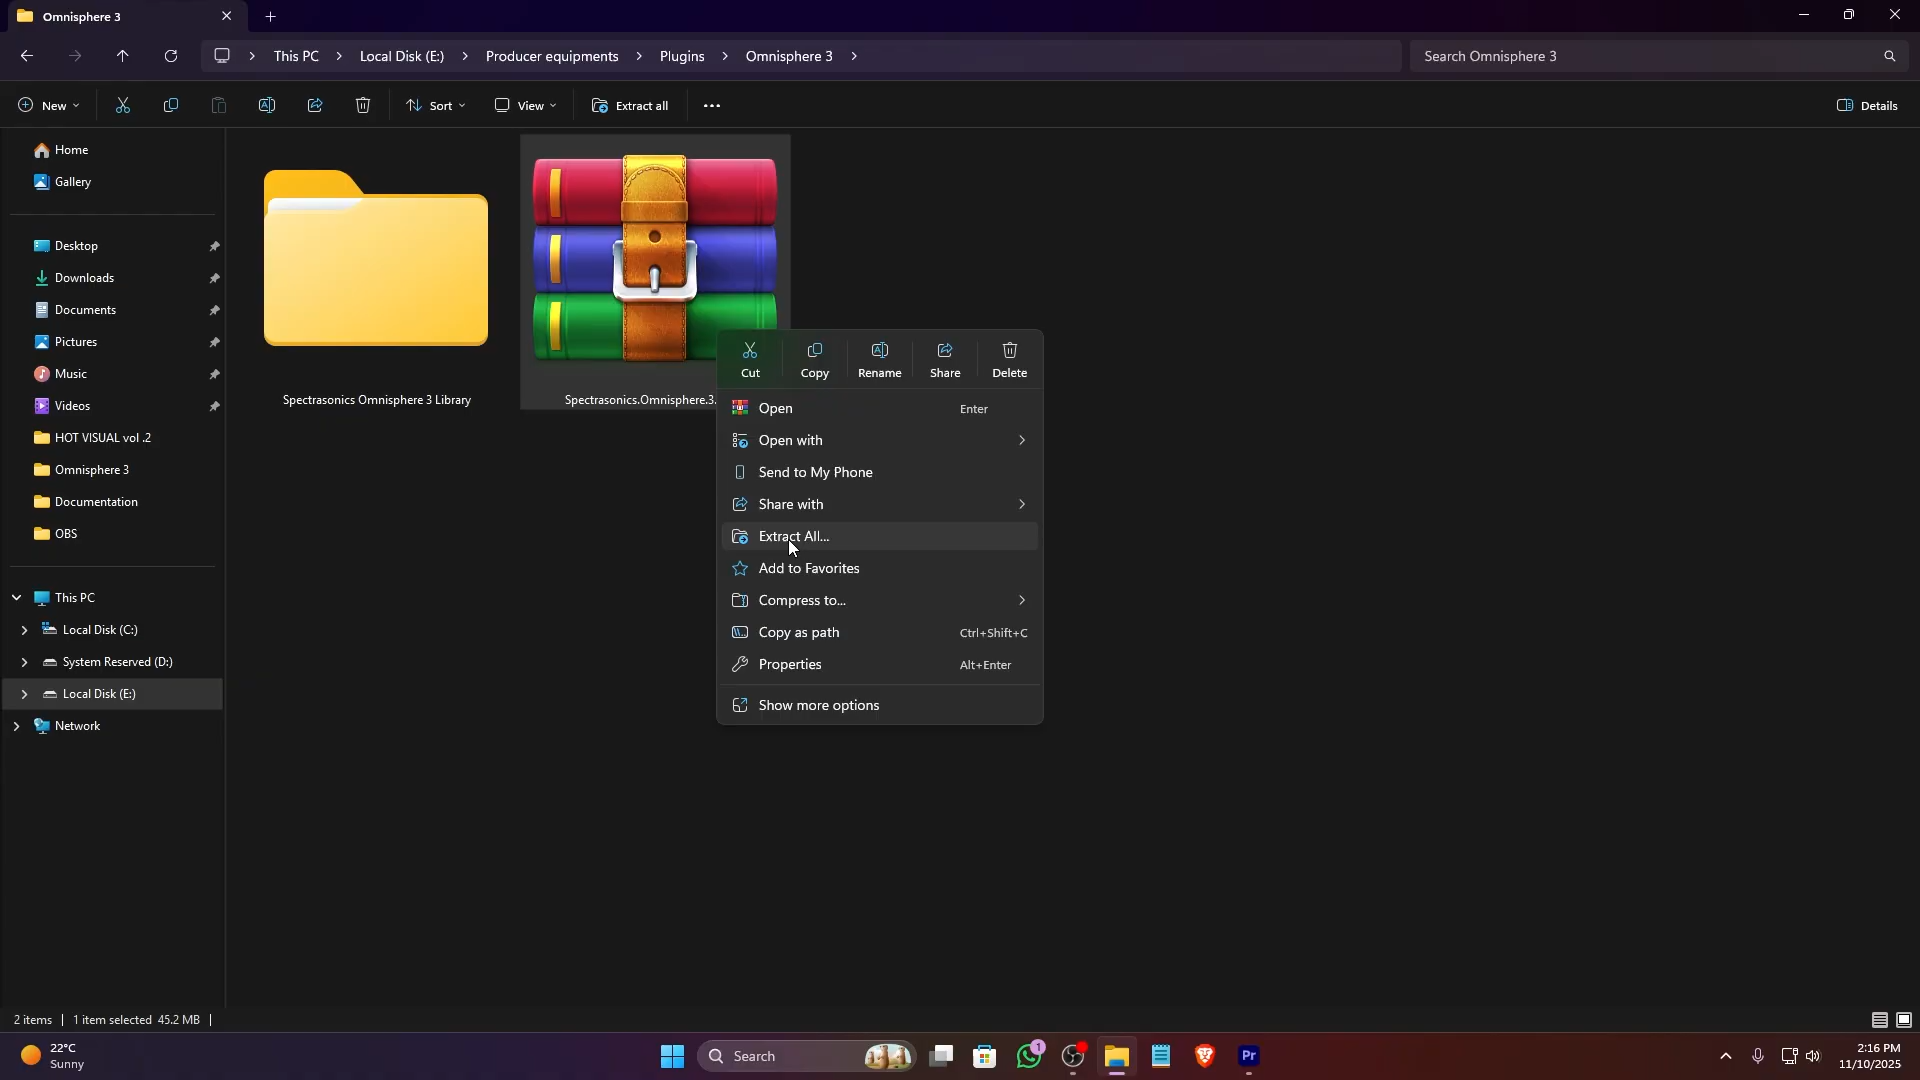 Omnisphere 3
This PC
Local Disk (E:)
Producer equipments
Plugins
Omnisphere 3
Search Omnisphere 3
New
Sort
View
Extract all
Details
Home
Gallery
Desktop
Downloads
Documents
Pictures
Music
Videos
HOT VISUAL vol .2
Omnisphere 3
Documentation
OBS
This PC
Local Disk (C:)
System Reserved (D:)
Local Disk (E:)
Network
Spectrasonics Omnisphere 3 Library
Spectrasonics.Omnisphere.3.
Cut
Copy
Rename
Share
Delete
Open Enter
Open with
Send to My Phone
Share with
Extract All...
Add to Favorites
Compress to...
Copy as path Ctrl+Shift+C
Properties Alt+Enter
Show more options
2 items
1 item selected 45.2 MB
22°C
Sunny
Search
1
Pr
2:16 PM
11/10/2025